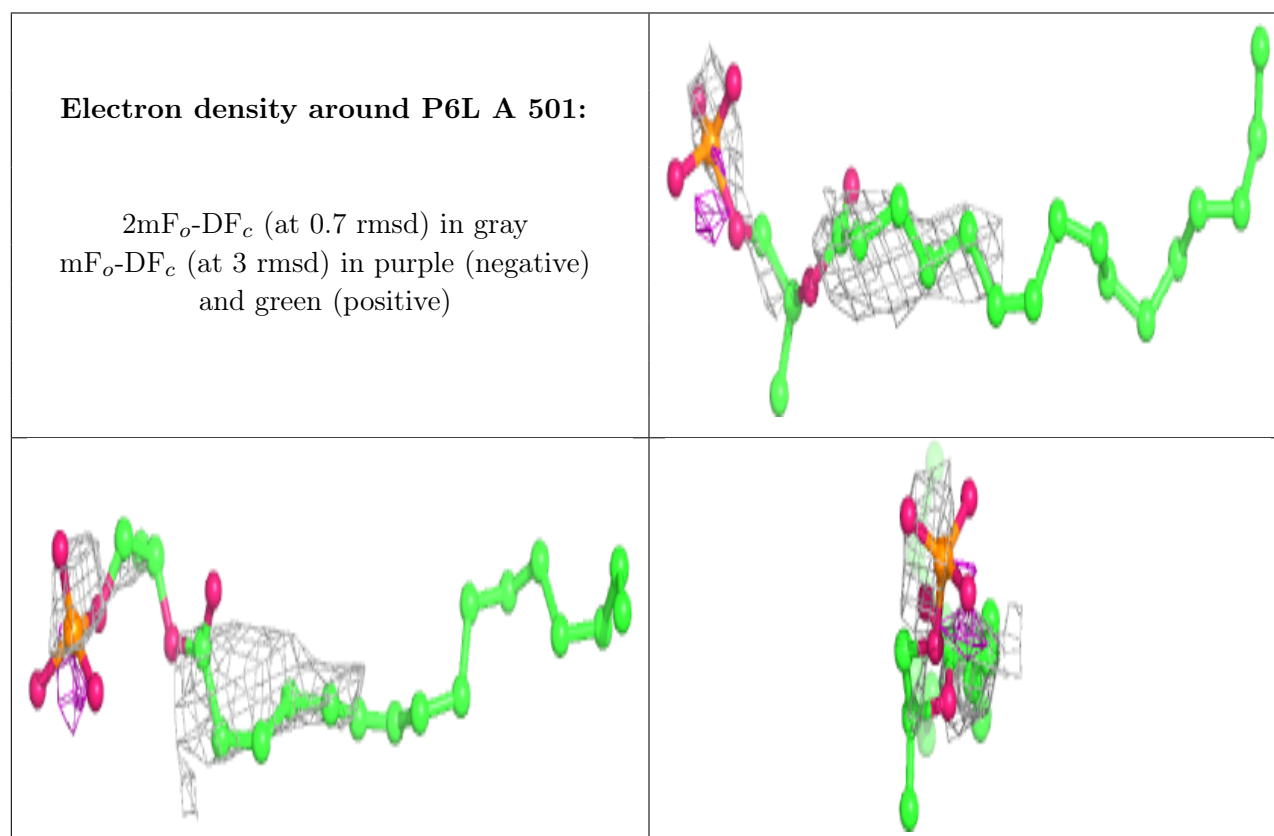 Electron density around P6L A 501:
2mFₒ-DF𝒸 (at 0.7 rmsd) in gray
mFₒ-DF𝒸 (at 3 rmsd) in purple (negative)
and green (positive)